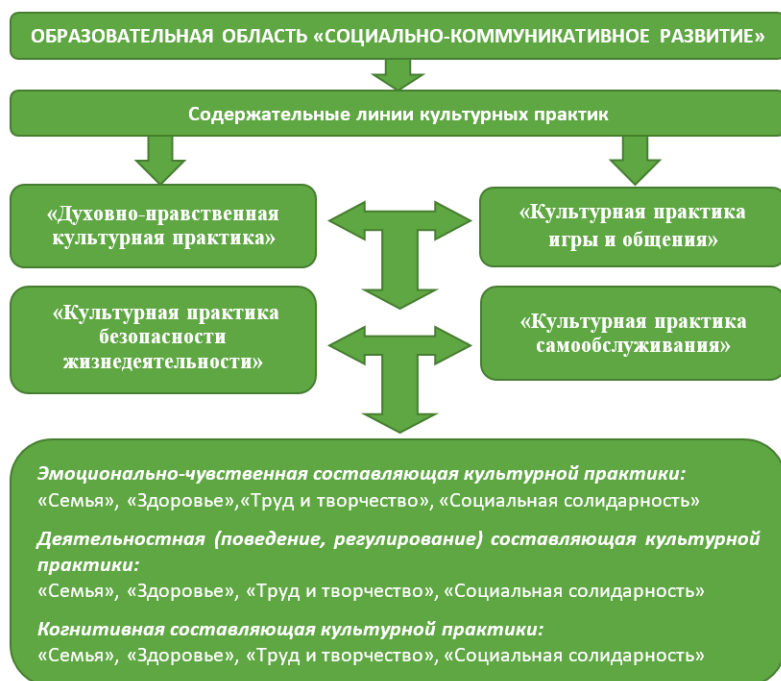 ОБРАЗОВАТЕЛЬНАЯ ОБЛАСТЬ «СОЦИАЛЬНО-КОММУНИКАТИВНОЕ РАЗВИТИЕ»
Содержательные линии культурных практик
«Духовно-нравственная
культурная практика»
«Культурная практика
игры и общения»
«Культурная практика
безопасности
жизнедеятельности»
«Культурная практика
самообслуживания»
Эмоционально-чувственная составляющая культурной практики:
«Семья», «Здоровье»,«Труд и творчество», «Социальная солидарность»
Деятельностная (поведение, регулирование) составляющая культурной
практики:
«Семья», «Здоровье», «Труд и творчество», «Социальная солидарность»
Когнитивная составляющая культурной практики:
«Семья», «Здоровье», «Труд и творчество», «Социальная солидарность»